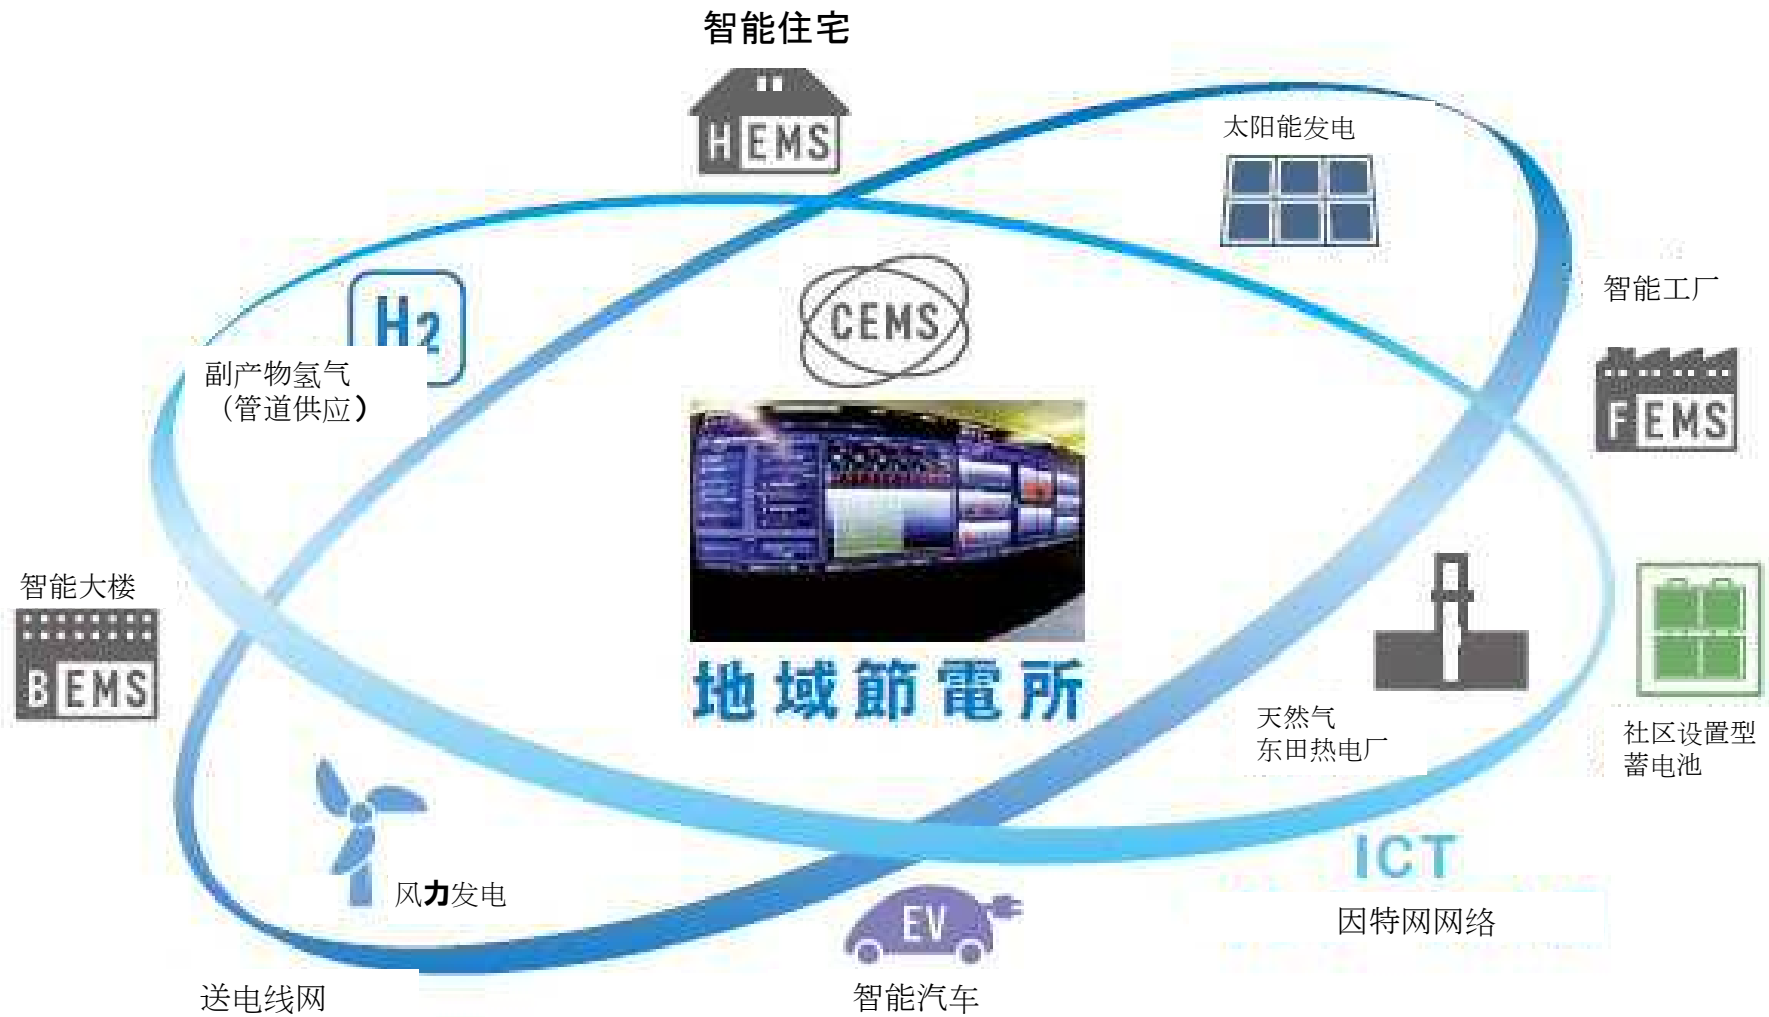 智能住宅
HEMS
太阳能发电
H2
副产物氢气
（管道供应）
CEMS
智能工厂
FEMS
智能大楼
BEMS
地域節電所
天然气
东田热电厂
社区设置型
蓄电池
风力发电
ICT
因特网网络
EV
送电线网
智能汽车